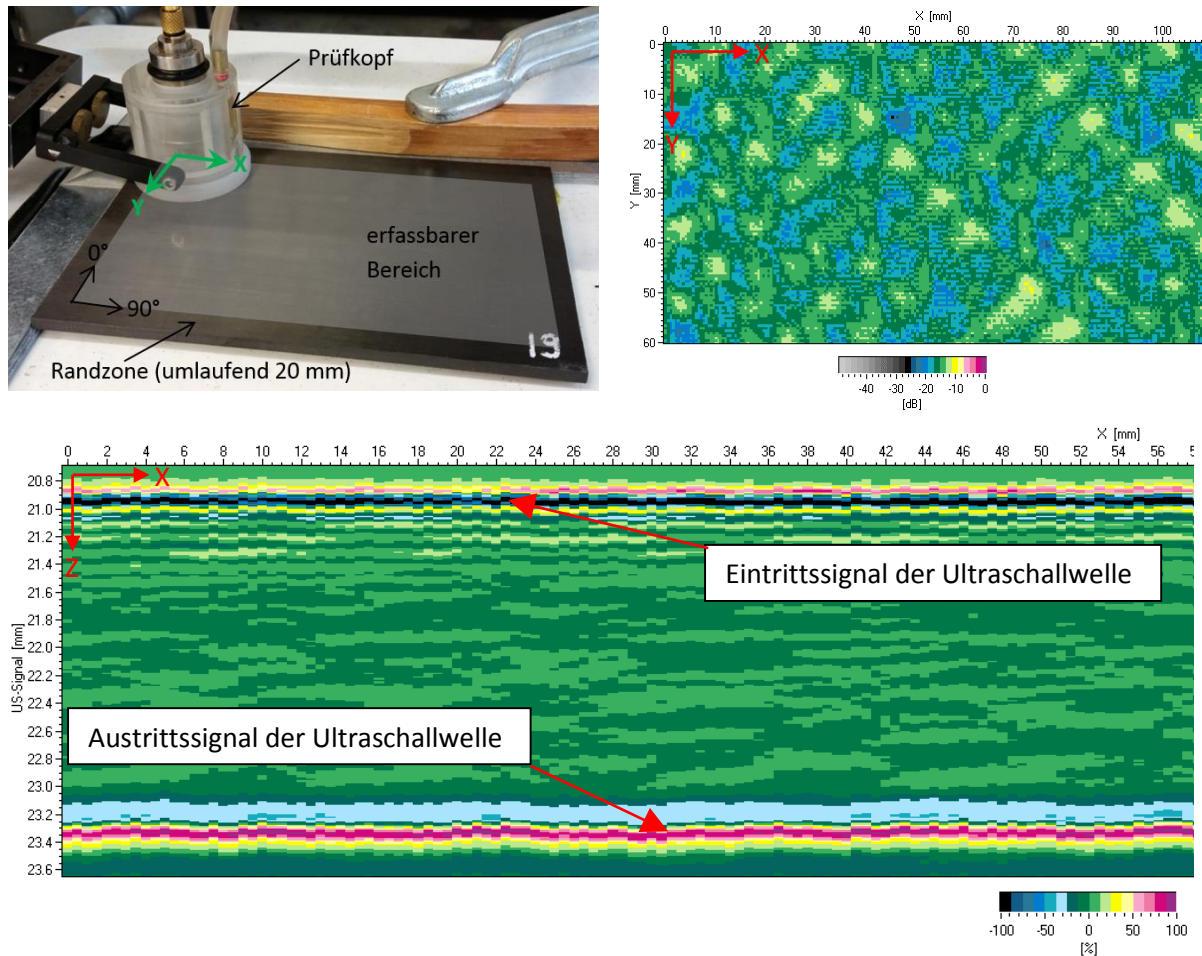 Prüfkopf
X
Y
erfassbarer
Bereich
0°
90°
Randzone (umlaufend 20 mm)
19
X [mm]
0 10 20 30 40 50 60 70 80 90 100
X
Y
Y [mm]
0
10
20
30
40
50
60
-40 -30 -20 -10 0
[dB]
X [mm]
0 2 4 6 8 10 12 14 16 18 20 22 24 26 28 30 32 34 36 38 40 42 44 46 48 50 52 54 56 5
X
Z
US-Signal [mm]
20.8
21.0
21.2
21.4
21.6
21.8
22.0
22.2
22.4
22.6
22.8
23.0
23.2
23.4
23.6
Eintrittssignal der Ultraschallwelle
Austrittssignal der Ultraschallwelle
-100 -50 0 50 100
[%]